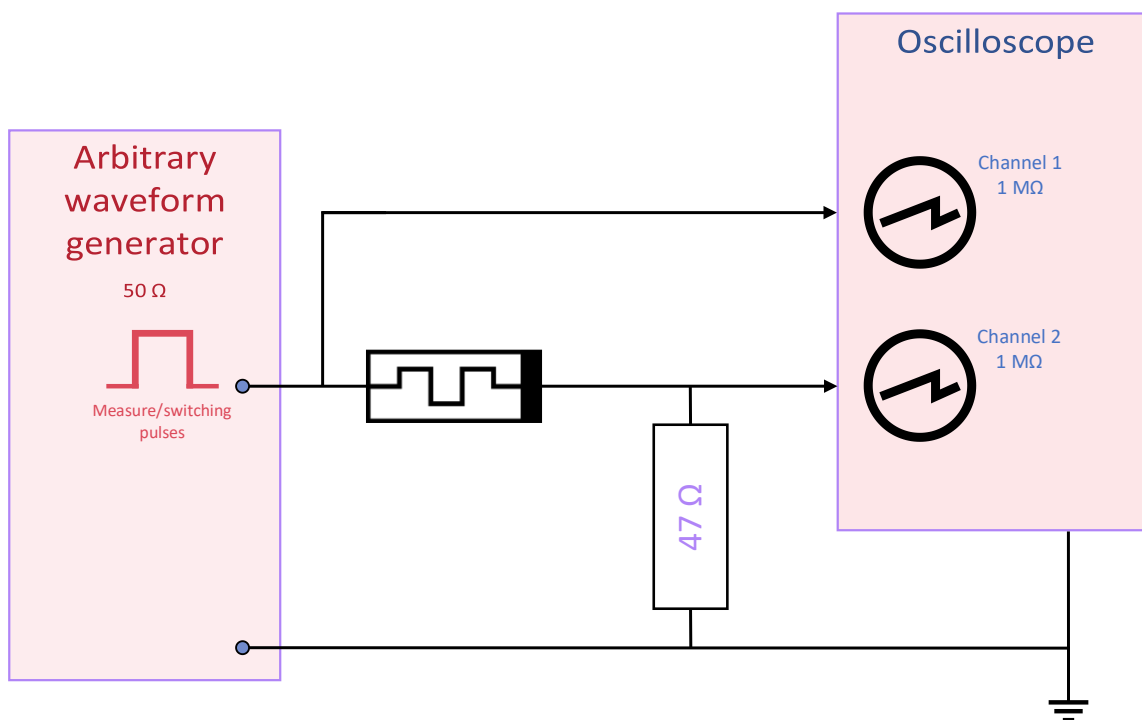 Oscilloscope
Arbitrary
waveform
generator
50 Ω
Measure/switching
pulses
Channel 1
1 MΩ
Channel 2
1 MΩ
47 Ω